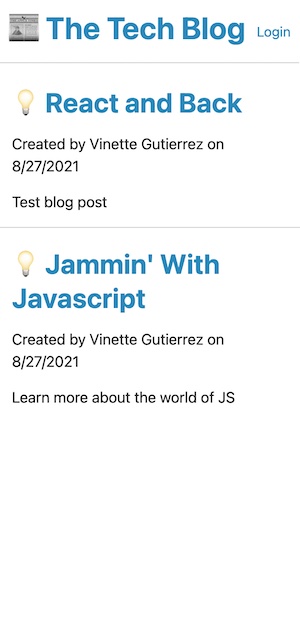 The Tech Blog
Login
React and Back
Created by Vinette Gutierrez on
8/27/2021
Test blog post
Jammin' With
Javascript
Created by Vinette Gutierrez on
8/27/2021
Learn more about the world of JS